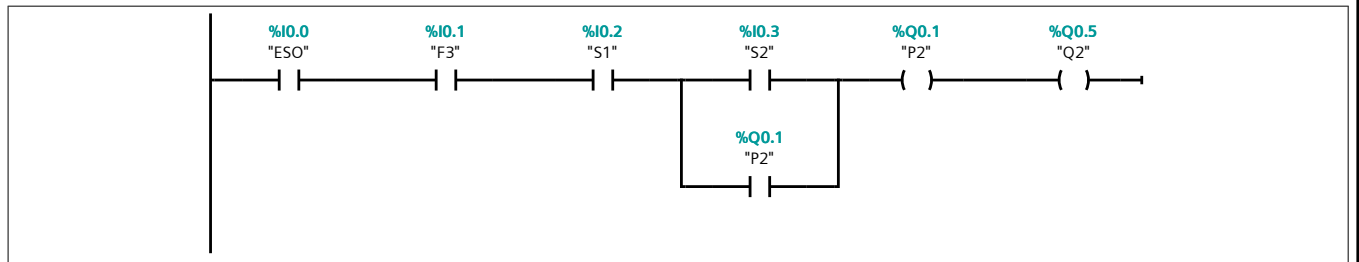 %I0.0 %I0.1 %I0.2 %I0.3 %Q0.1 %Q0.5
"ESO" "F3" "S1" "S2" "P2" "Q2"
%Q0.1
"P2"